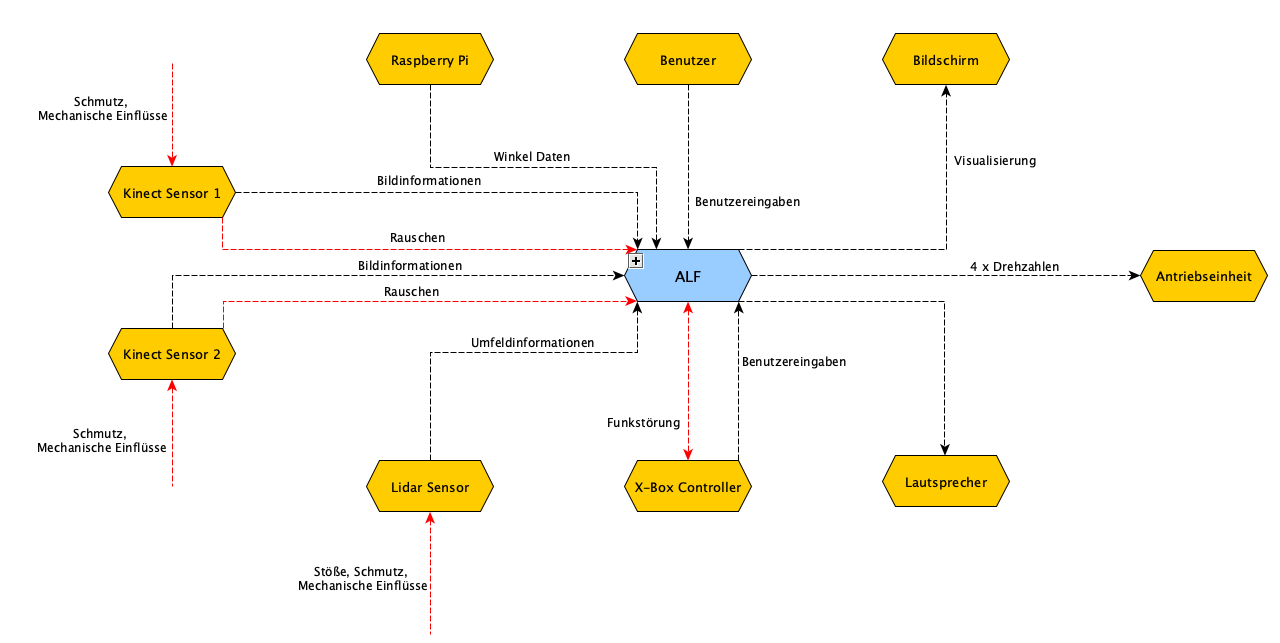 Raspberry Pi
Benutzer
Bildschirm
Schmutz,
Mechanische Einflüsse
Winkel Daten
Visualisierung
Kinect Sensor 1
Bildinformationen
Benutzereingaben
Rauschen
Bildinformationen
ALF
4 x Drehzahlen
Antriebseinheit
Rauschen
Kinect Sensor 2
Umfeldinformationen
Benutzereingaben
Schmutz,
Mechanische Einflüsse
Funkstörung
Lidar Sensor
X-Box Controller
Lautsprecher
Stöße, Schmutz,
Mechanische Einflüsse